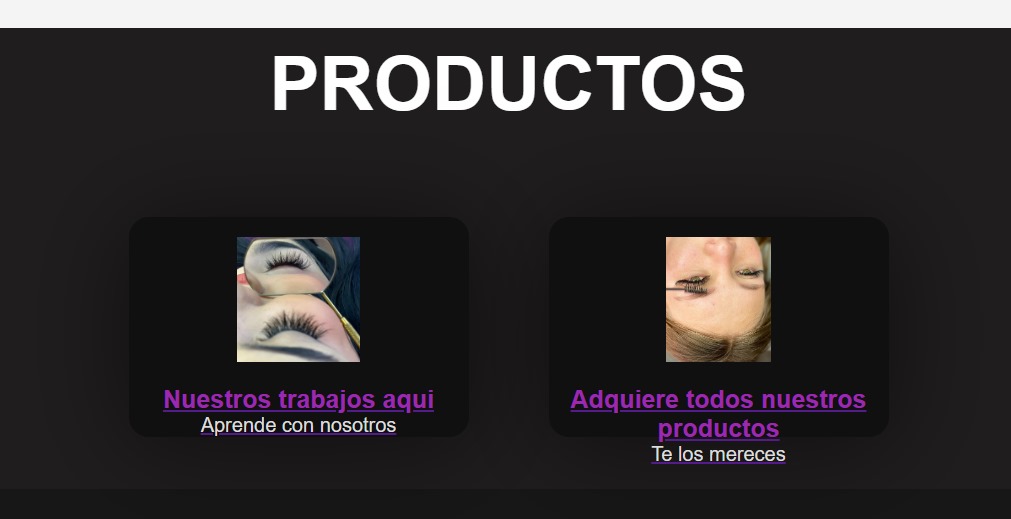 PRODUCTOS
Nuestros trabajos aqui
Aprende con nosotros
Adquiere todos nuestros
productos
Te los mereces